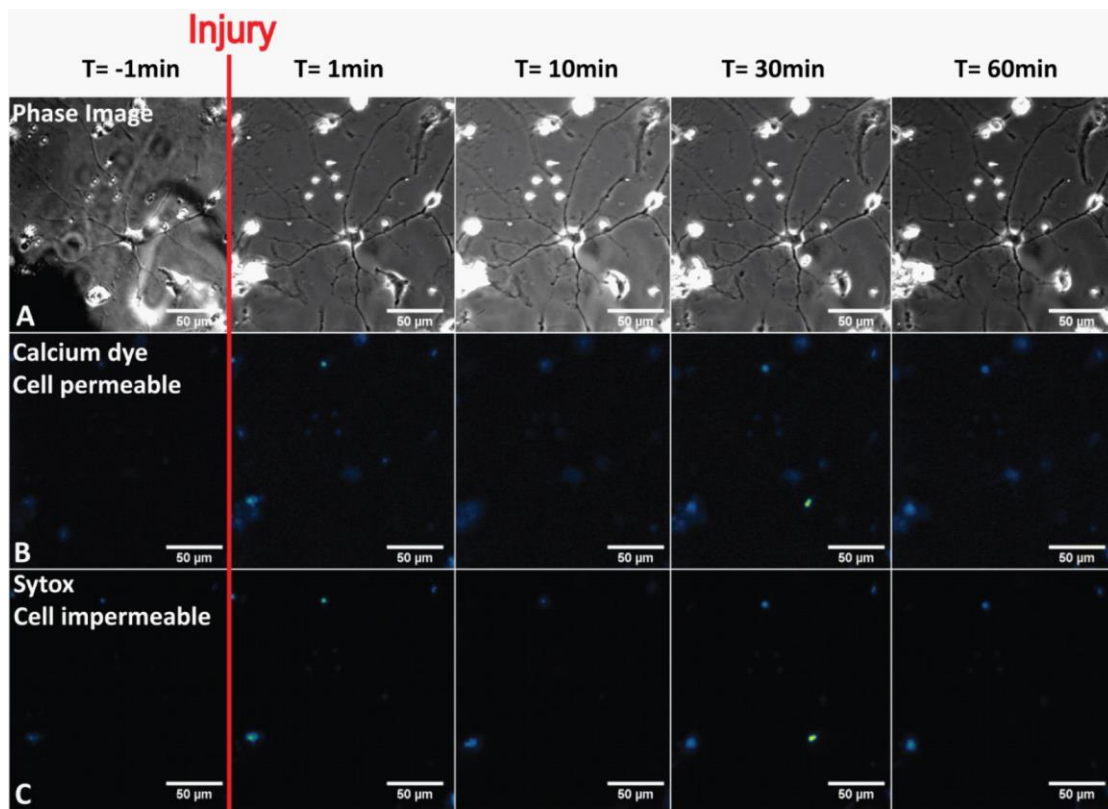 Injury
T= -1min T= 1min T= 10min T= 30min T= 60min
Phase Image
A
50 µm 50 µm 50 µm 50 µm 50 µm
Calcium dye
Cell permeable
B
50 µm 50 µm 50 µm 50 µm 50 µm
Sytox
Cell impermeable
C
50 µm 50 µm 50 µm 50 µm 50 µm